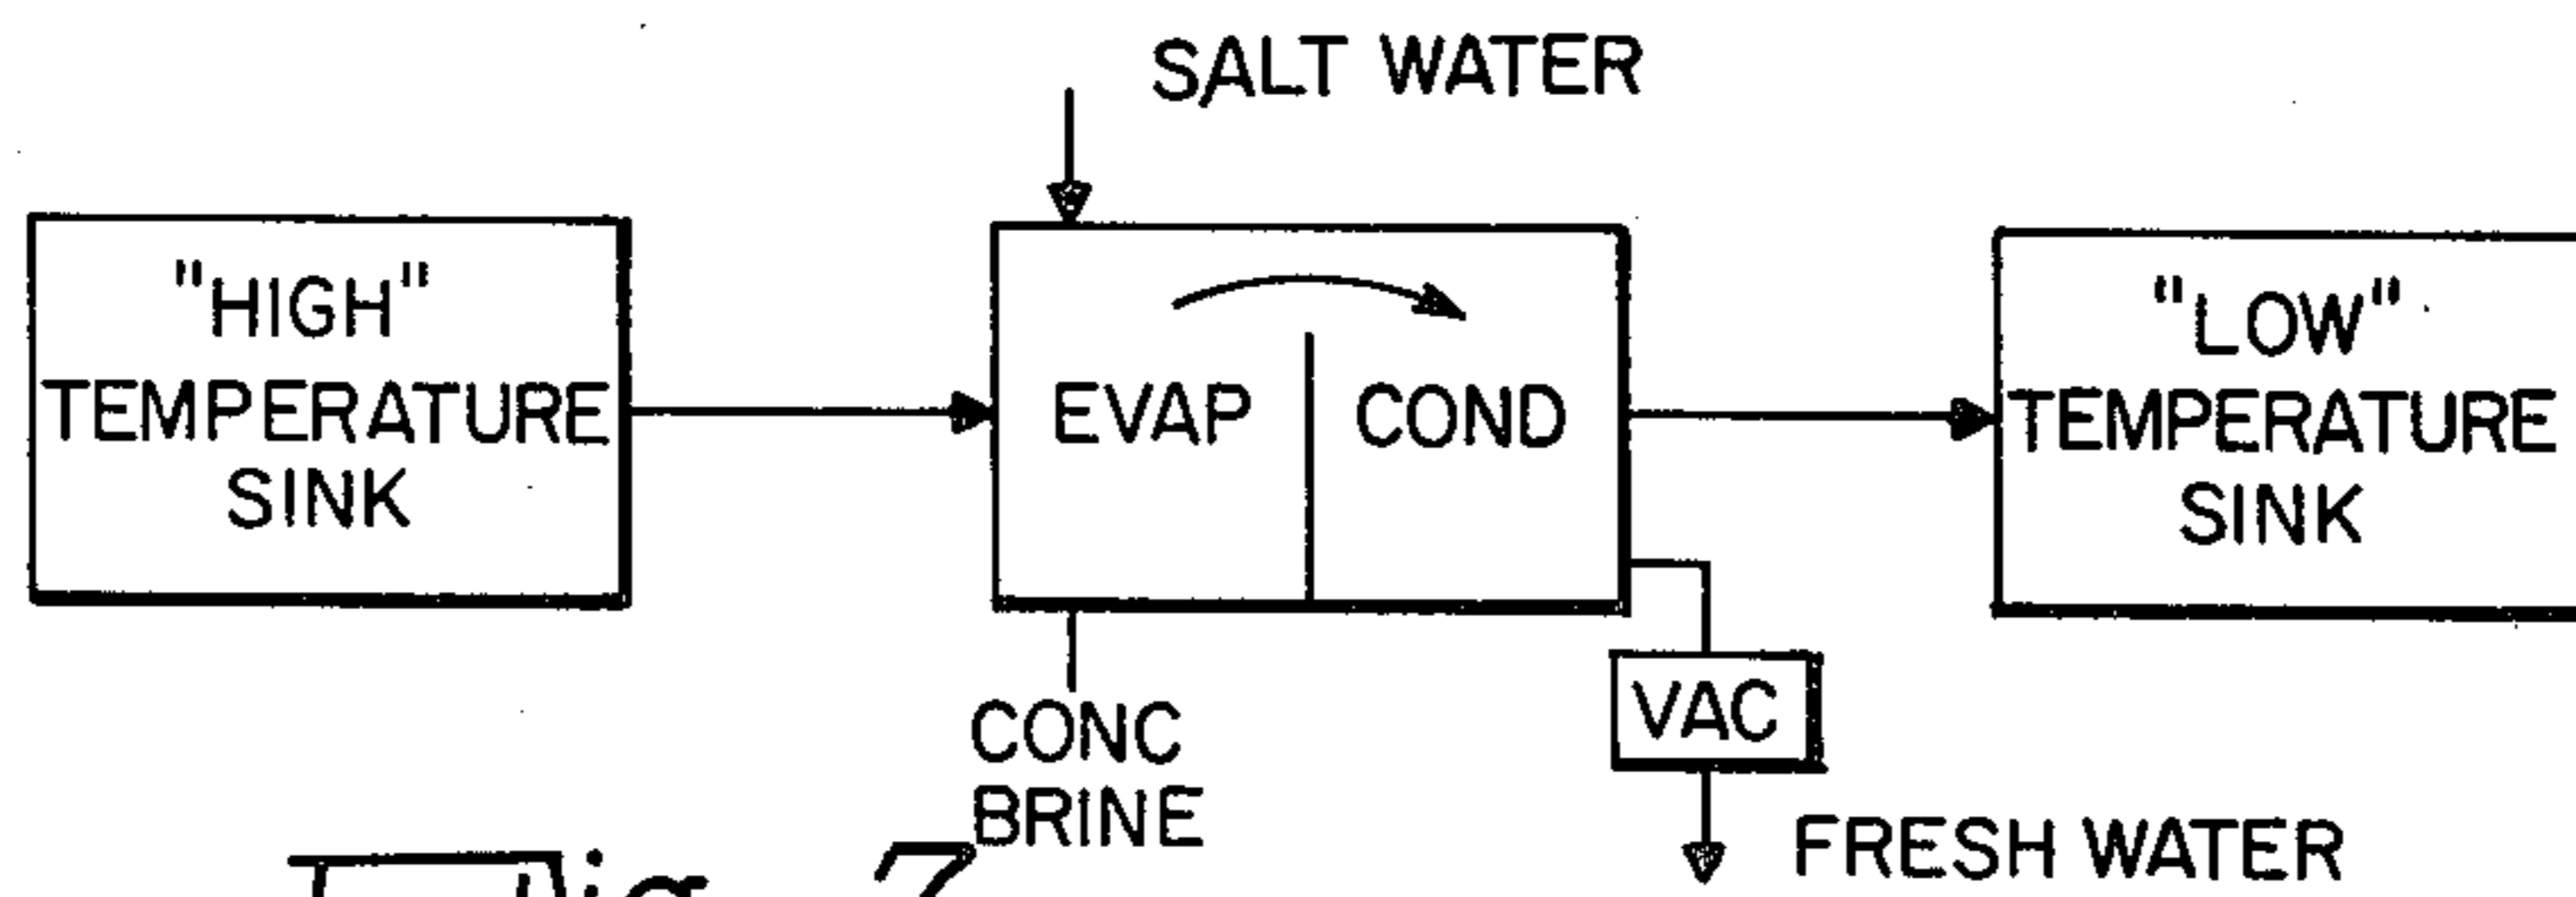 SALT WATER
"HIGH"
TEMPERATURE
SINK
EVAP
COND
"LOW"
TEMPERATURE
SINK
CONC
BRINE
VAC
FRESH WATER